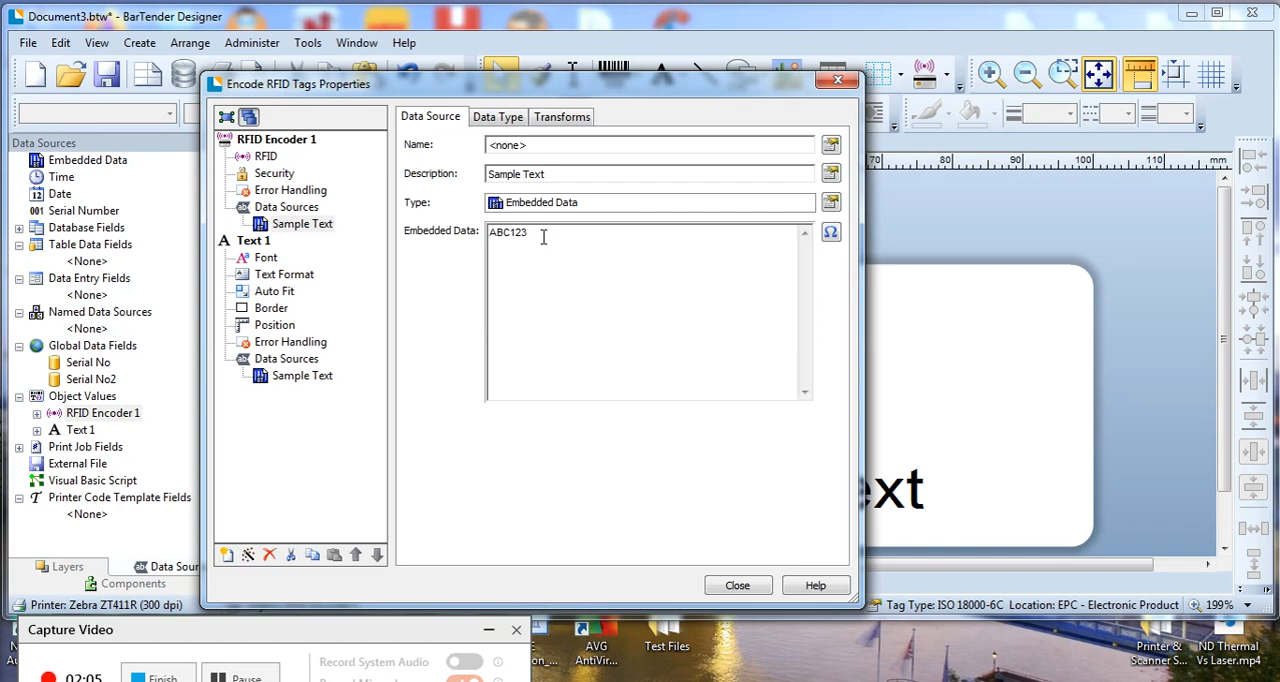 Document3.btw* - BarTender Designer
File Edit View Create Arrange Administer Tools Window Help
Encode RFID Tags Properties
Data Sources
Embedded Data
Time
Date
Serial Number
Database Fields
Table Data Fields
<None>
Data Entry Fields
<None>
Named Data Sources
<None>
Global Data Fields
Serial No
Serial No2
Object Values
RFID Encoder 1
Text 1
Print Job Fields
External File
Visual Basic Script
Printer Code Template Fields
<None>
Layers Data Sour
Components
RFID Encoder 1
RFID
Security
Error Handling
Data Sources
Sample Text
Text 1
Font
Text Format
Auto Fit
Border
Position
Error Handling
Data Sources
Sample Text
Data Source Data Type Transforms
Name: <none>
Description: Sample Text
Type: Embedded Data
Embedded Data: ABC123
Close Help
70 80 90 100 mm
ext
Printer: Zebra ZT411R (300 dpi)
Tag Type: ISO 18000-6C Location: EPC - Electronic Product
199%
Capture Video
02:05
Finish
Pause
Record System Audio
AVG
AntiVir...
Test Files
Printer &
Scanner S...
ND Thermal
Vs Laser.mp4